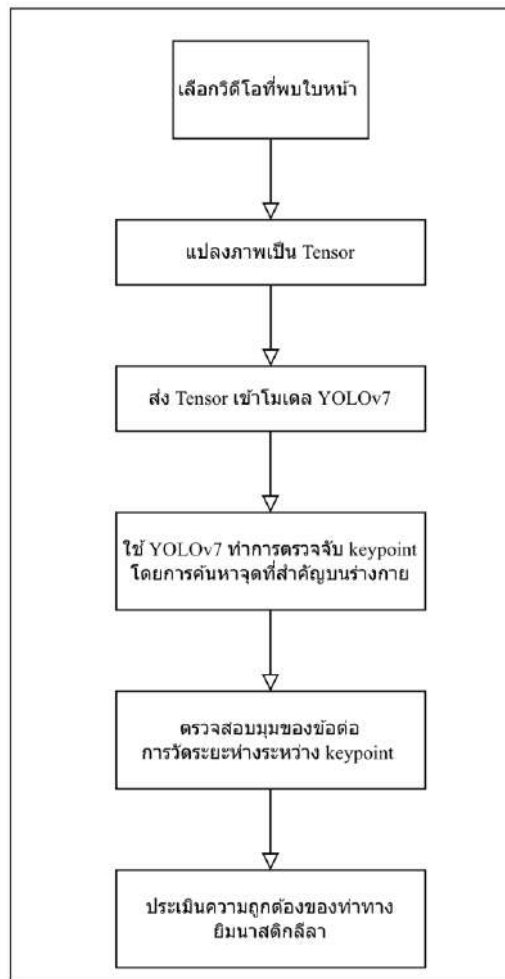 เลือกวิดีโอที่พบใบหน้า
แปลงภาพเป็น Tensor
ส่ง Tensor เข้าโมเดล YOLOv7
ใช้ YOLOv7 ทำการตรวจจับ keypoint
โดยการค้นหาจุดที่สำคัญบนร่างกาย
ตรวจสอบมุมของข้อต่อ
การวัดระยะห่างระหว่าง keypoint
ประเมินความถูกต้องของท่าทาง
ยิมนาสติกลีลา